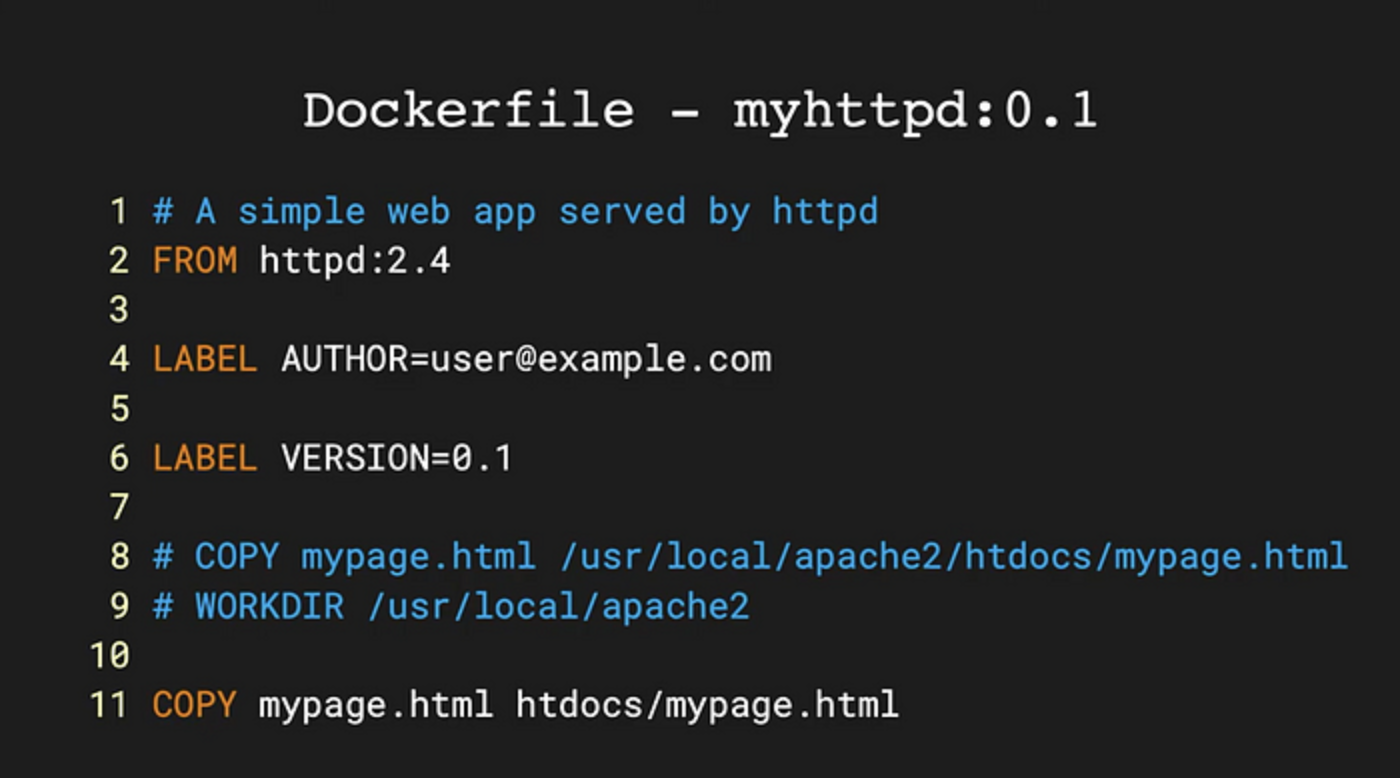 Dockerfile - myhttpd:0.1
1 # A simple web app served by httpd
2 FROM httpd:2.4
3
4 LABEL AUTHOR=user@example.com
5
6 LABEL VERSION=0.1
7
8 # COPY mypage.html /usr/local/apache2/htdocs/mypage.html
9 # WORKDIR /usr/local/apache2
10
11 COPY mypage.html htdocs/mypage.html